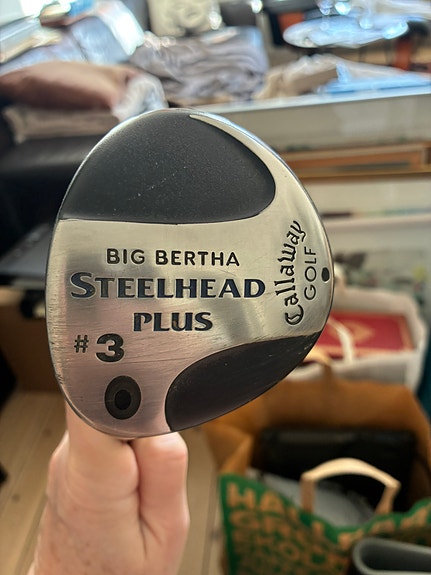 BIG BERTHA
STEELHEAD
PLUS
#3
Callaway
GOLF